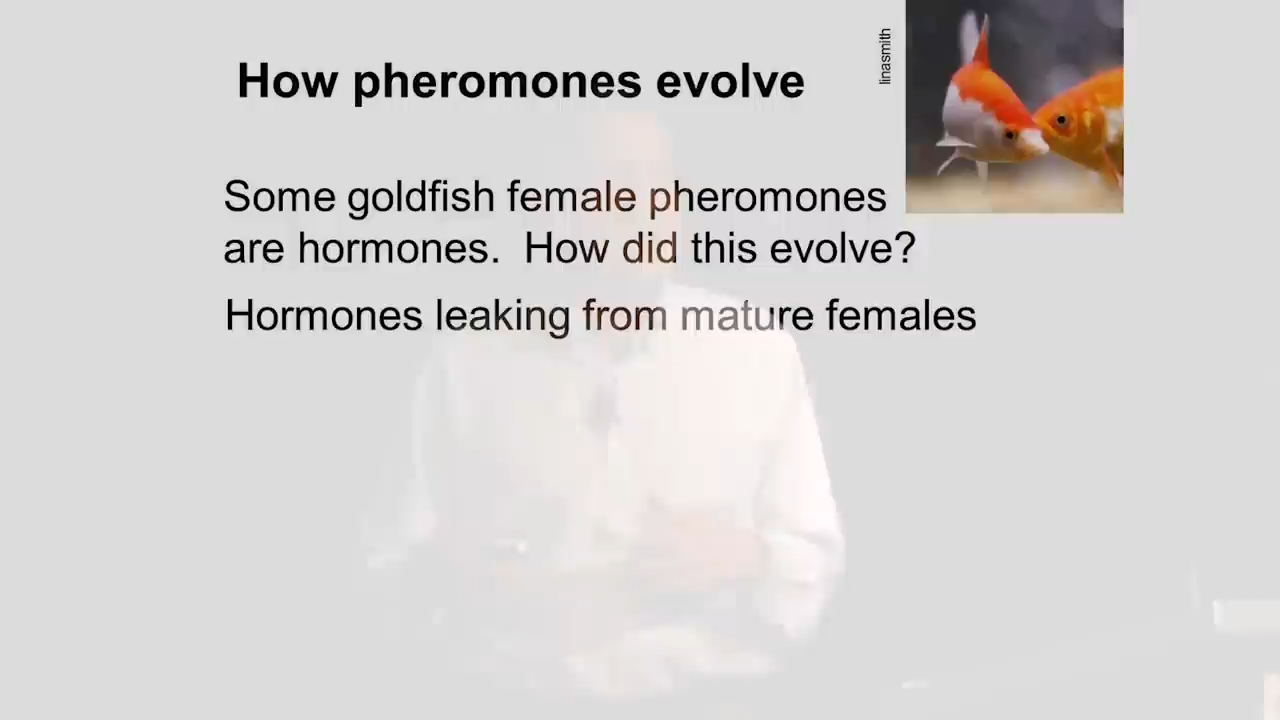 How pheromones evolve
linasmith
Some goldfish female pheromones
are hormones.  How did this evolve?
Hormones leaking from mature females